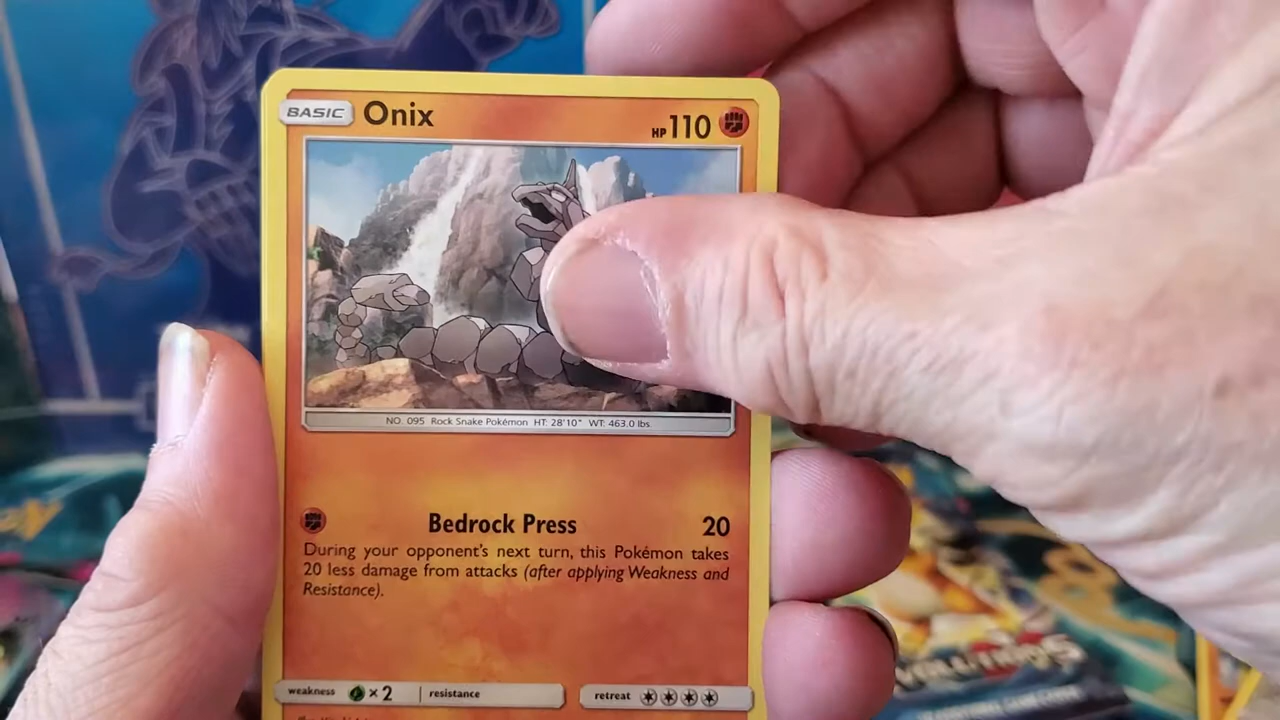 BASIC Onix HP 110
NO. 095 Rock Snake Pokémon HT: 28'10" WT: 463.0 lbs.
Bedrock Press 20
During your opponent's next turn, this Pokémon takes
20 less damage from attacks (after applying Weakness and
Resistance).
weakness ×2 resistance retreat